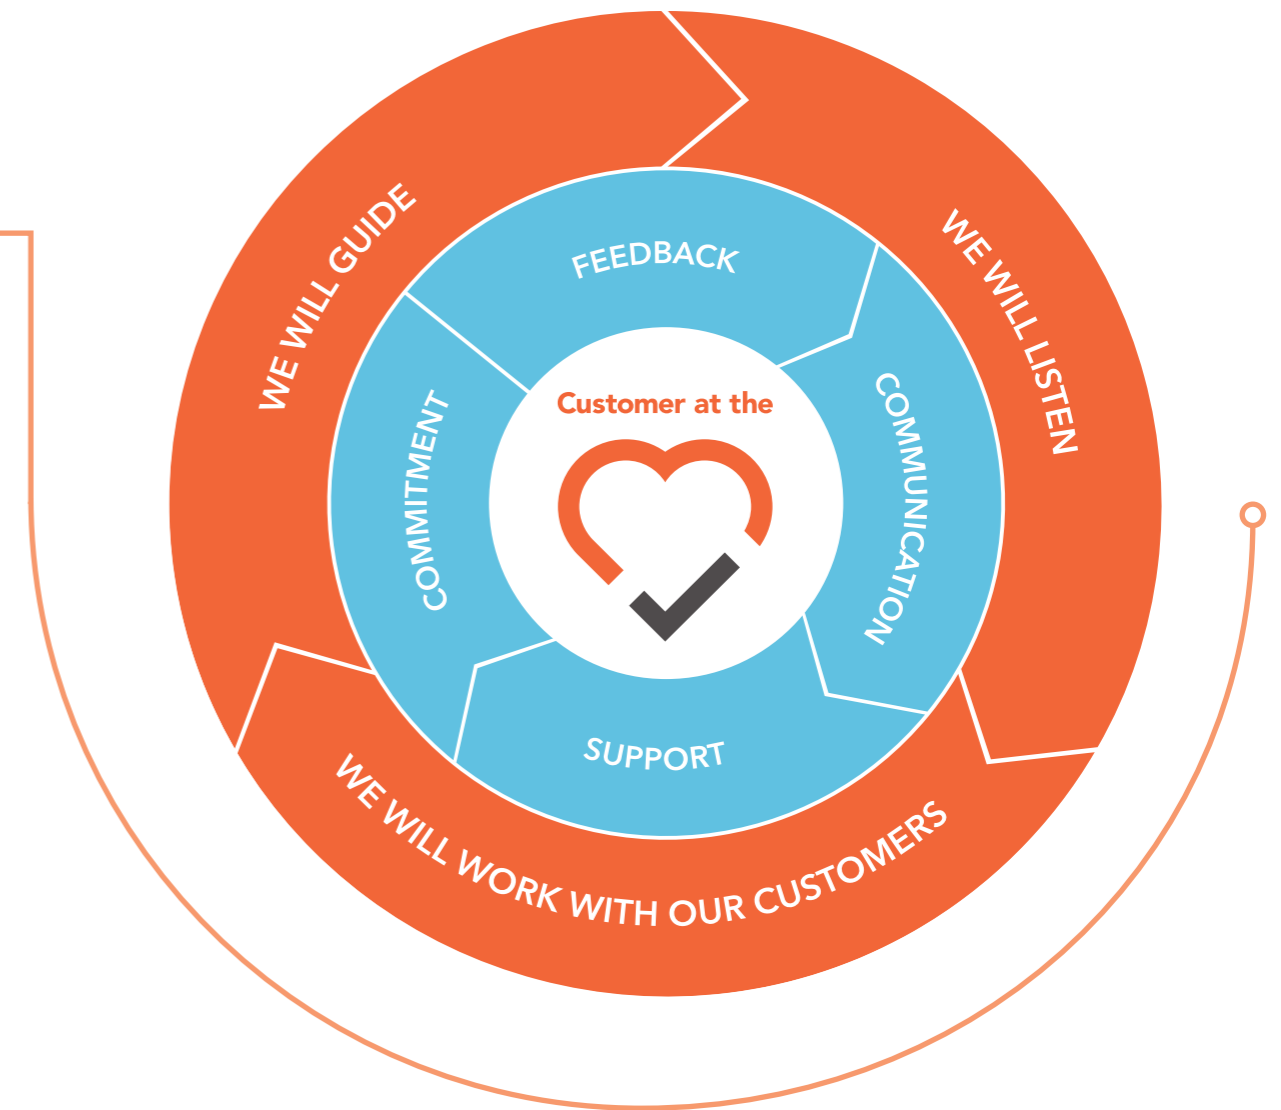 WE WILL GUIDE
WE WILL LISTEN
WE WILL WORK WITH OUR CUSTOMERS
FEEDBACK
COMMUNICATION
SUPPORT
COMMITMENT
Customer at the